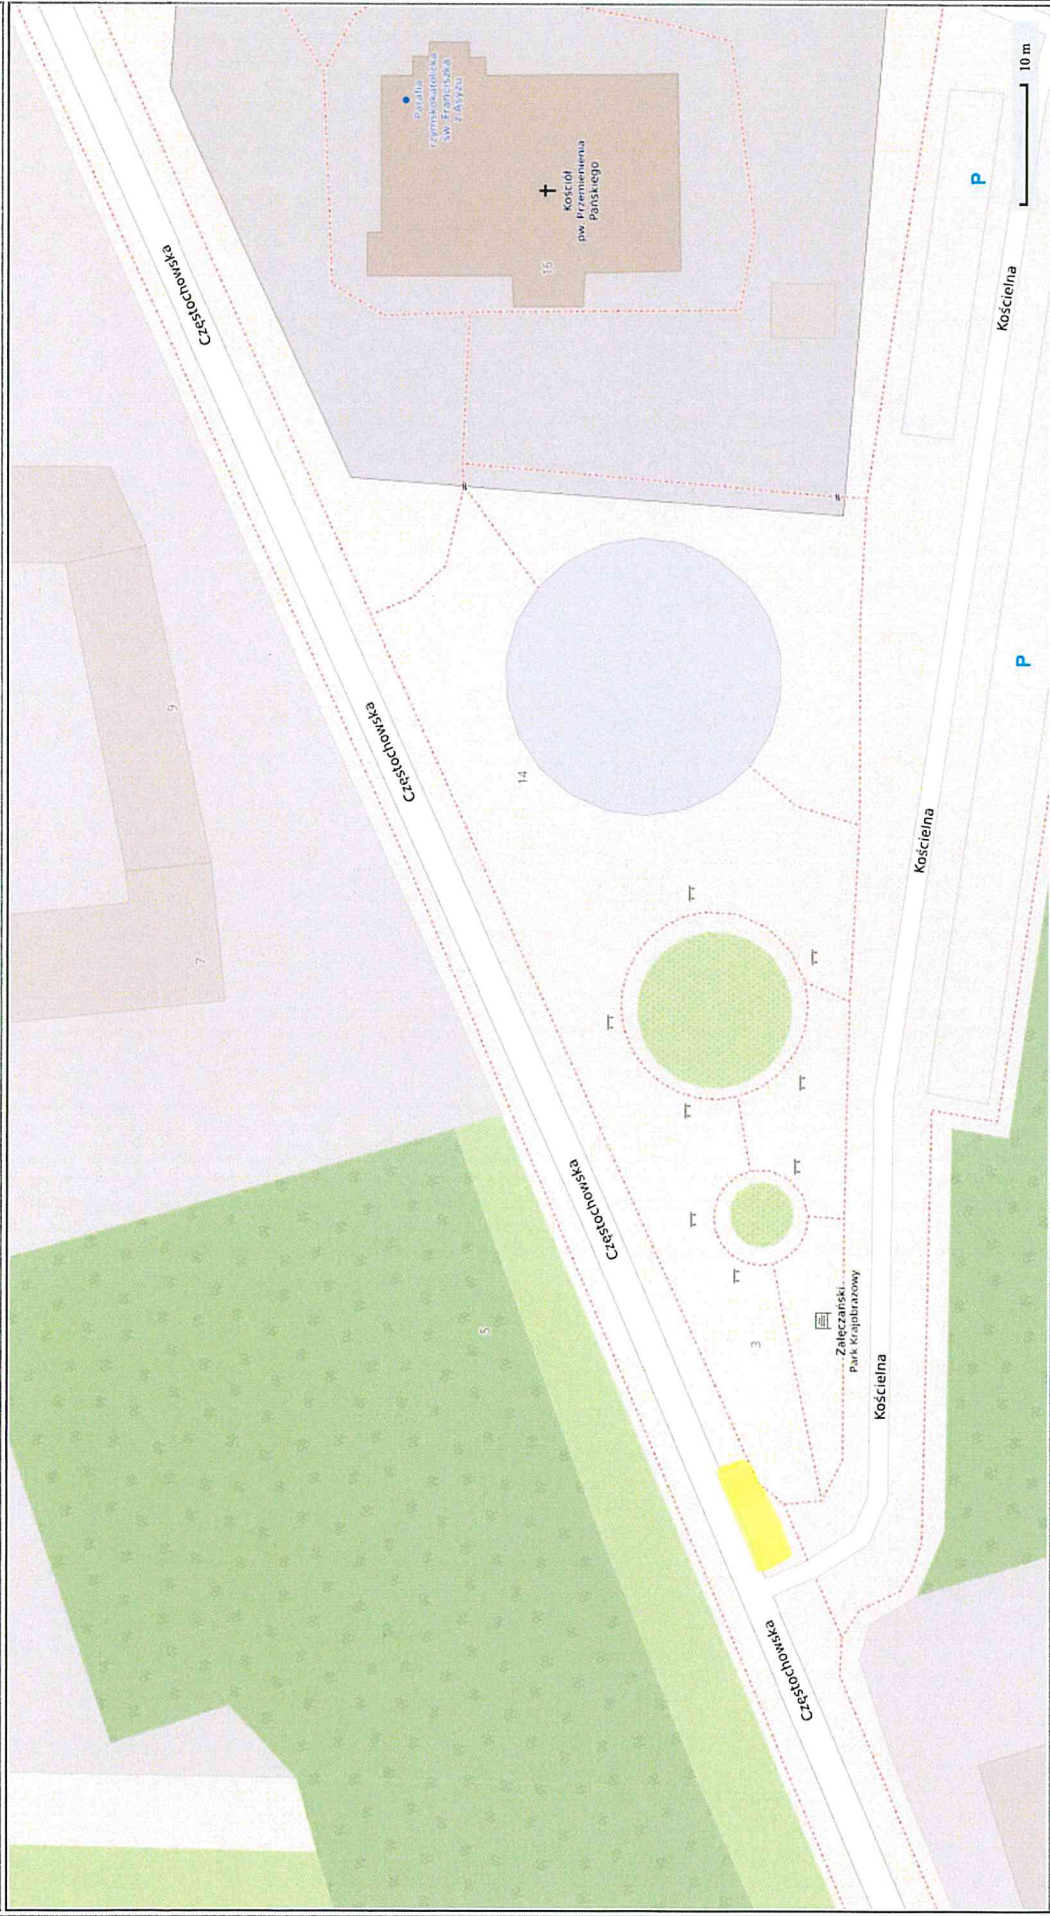 Parafia
rzymskokatolicka
św. Franciszka
z Asyżu
Kościół
pw. Przemienienia
Pańskiego
16
10 m
P
Kościelna
Częstochowska
9
P
Częstochowska
14
Kościelna
7
Częstochowska
5
3
Załęczański
Park Krajobrazowy
Kościelna
Częstochowska